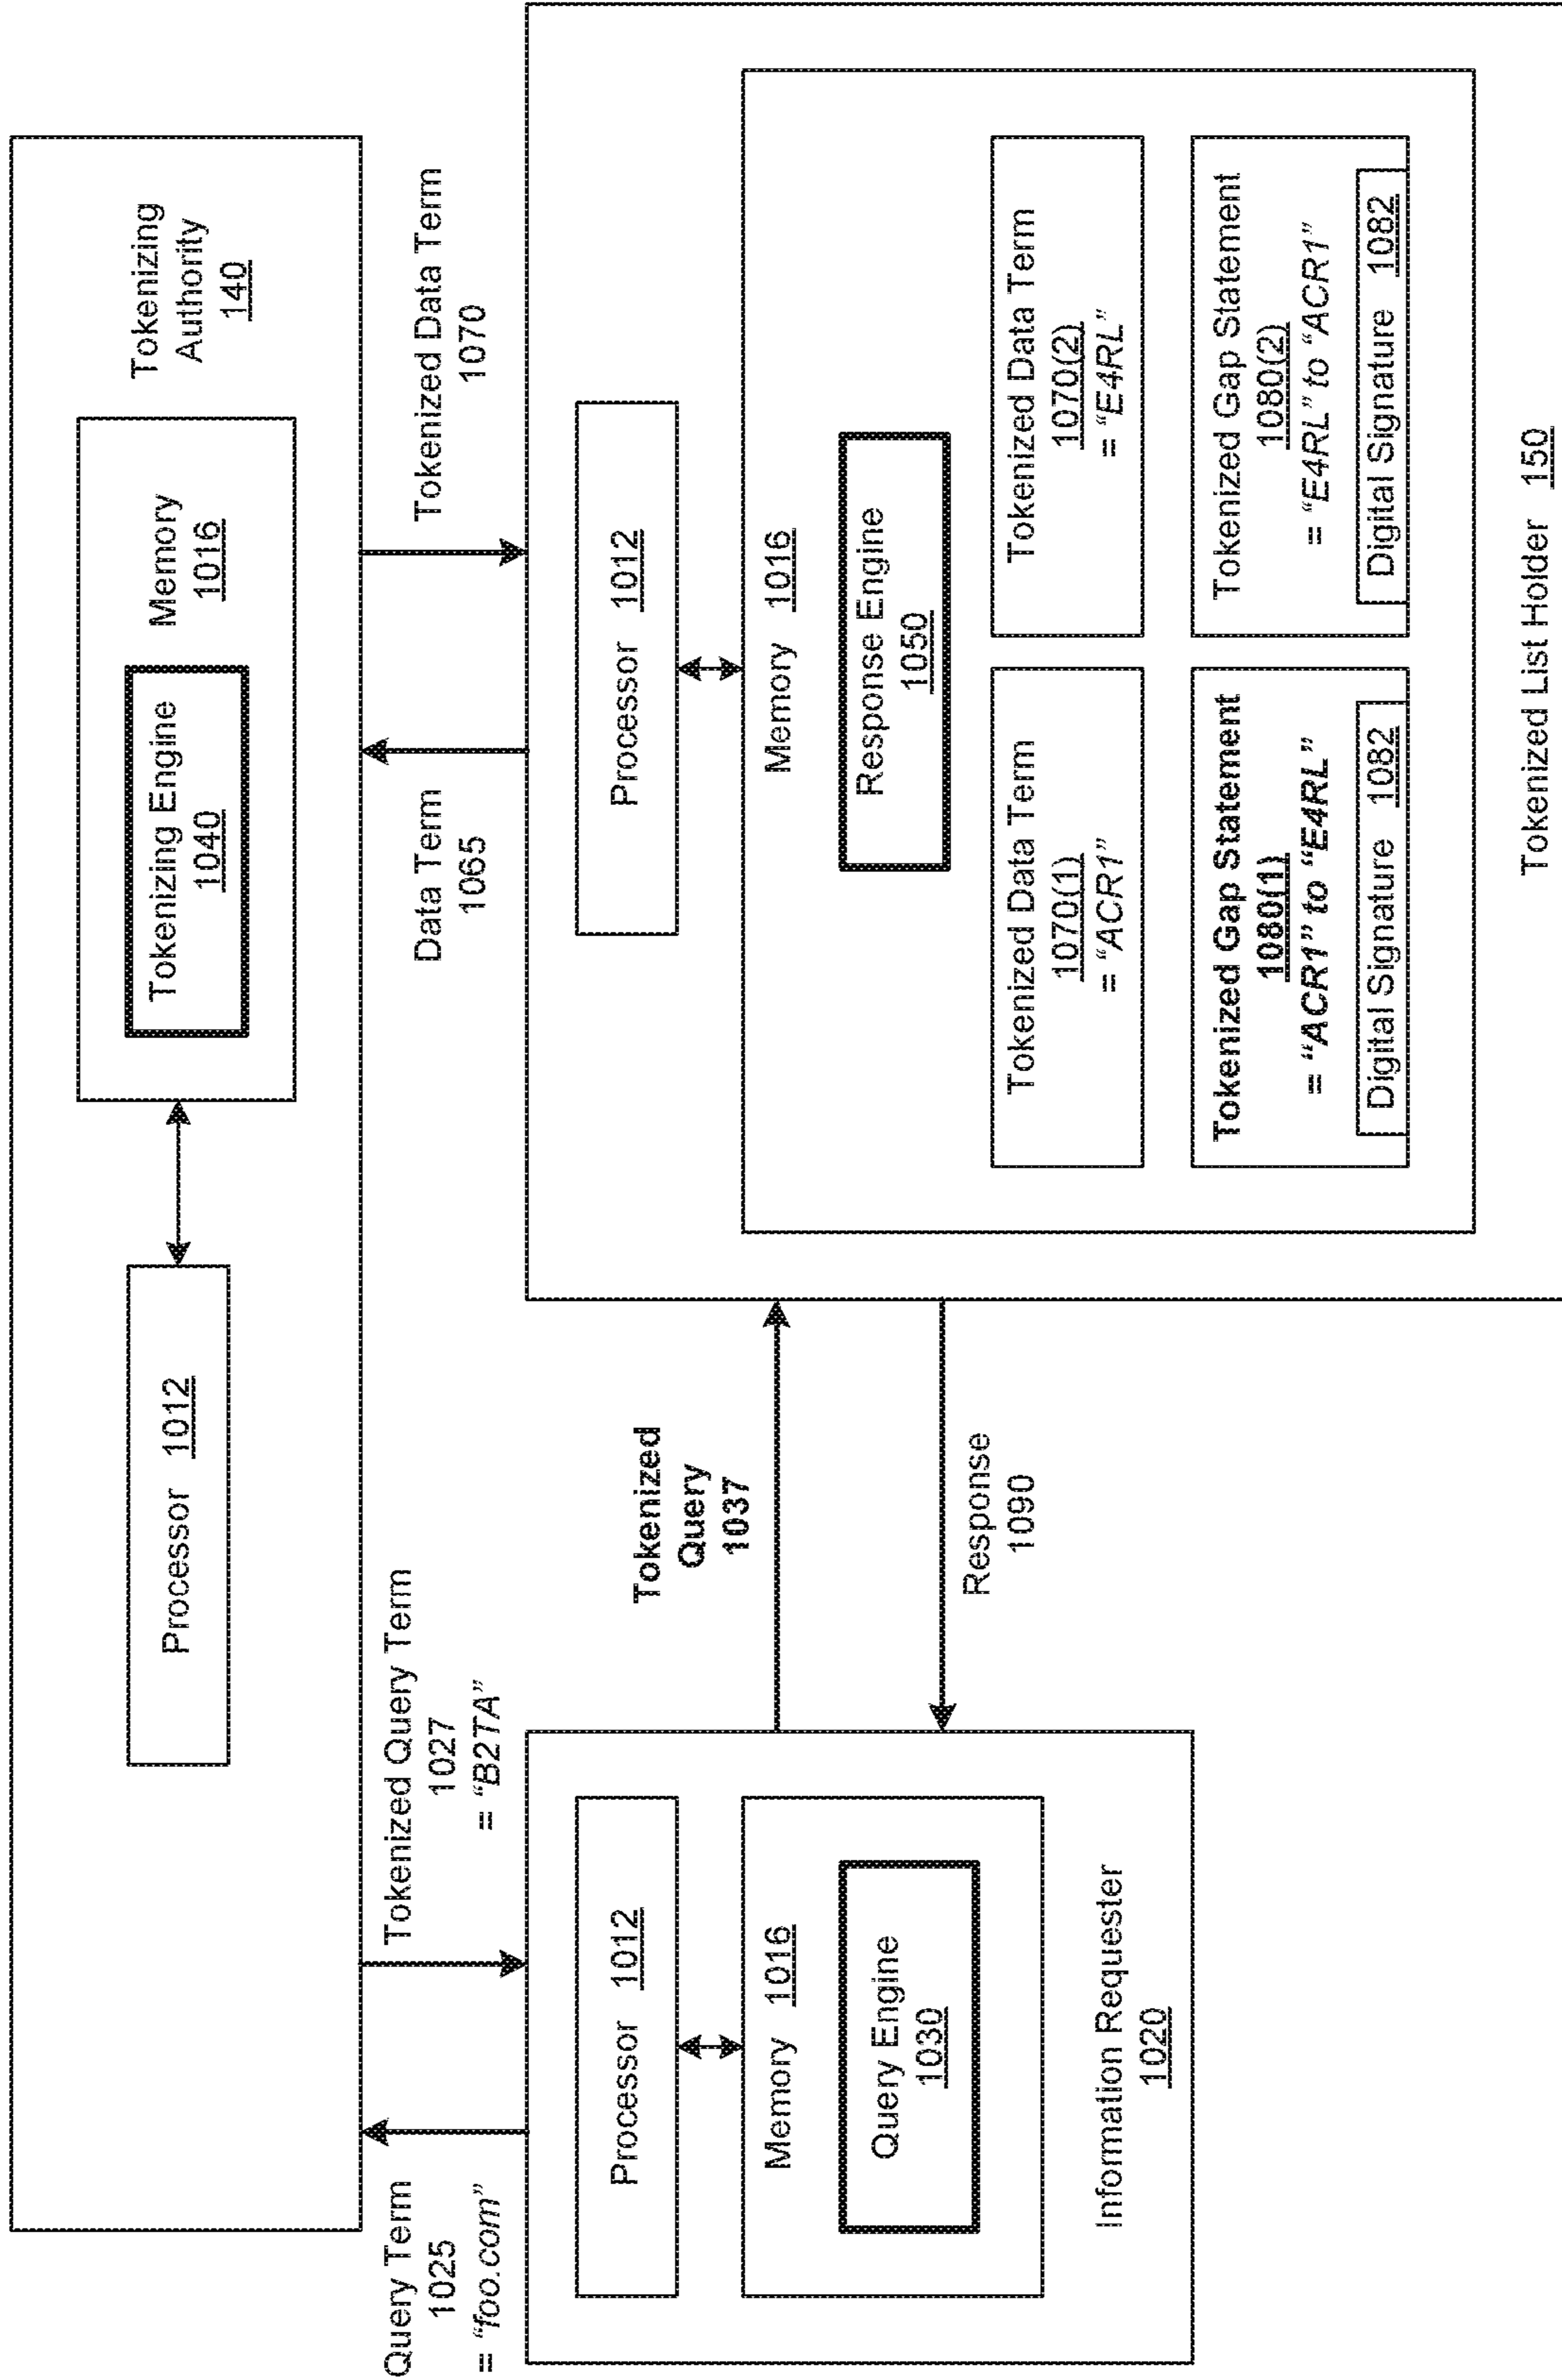 Tokenizing
Authority
140
Processor 1012
Memory
1016
Tokenizing Engine
1040
Query Term
1025
= “foo.com”
Tokenized Query Term
1027
= “B2TA”
Data Term
1065
Tokenized Data Term
1070
Processor 1012
Memory 1016
Query Engine
1030
Information Requester
1020
Tokenized
Query
1037
Response
1090
Processor 1012
Memory 1016
Response Engine
1050
Tokenized Data Term
1070(1)
= “ACR1”
Tokenized Data Term
1070(2)
= “E4RL”
Tokenized Gap Statement
1080(1)
= “ACR1” to “E4RL”
Digital Signature 1082
Tokenized Gap Statement
1080(2)
= “E4RL” to “ACR1”
Digital Signature 1082
Tokenized List Holder 150